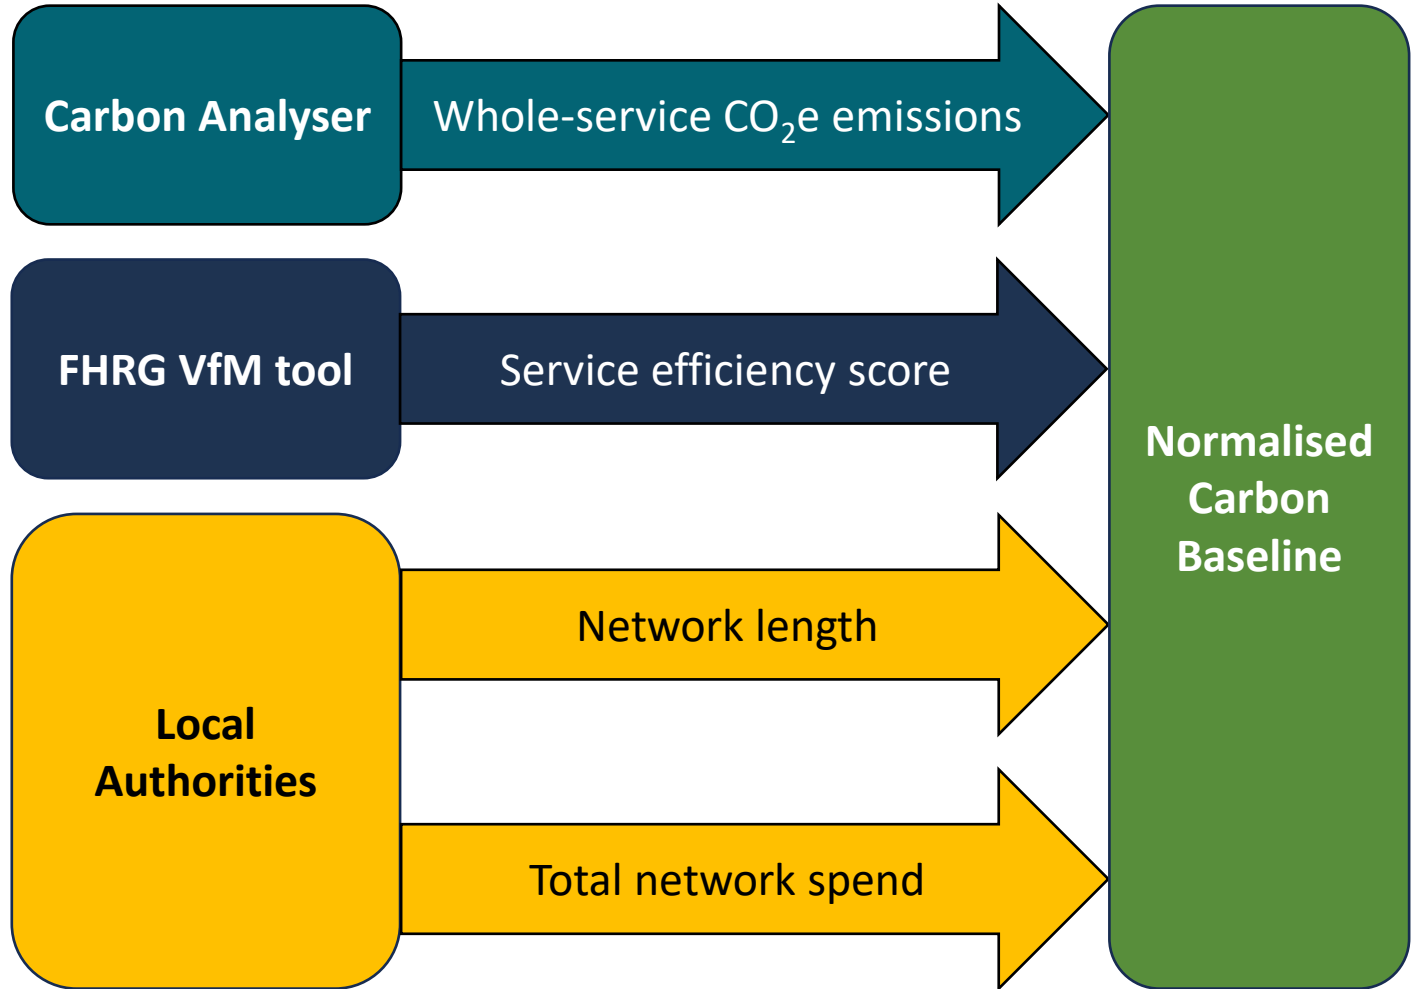 Carbon Analyser
Whole-service CO₂e emissions
FHRG VfM tool
Service efficiency score
Local
Authorities
Network length
Total network spend
Normalised
Carbon
Baseline